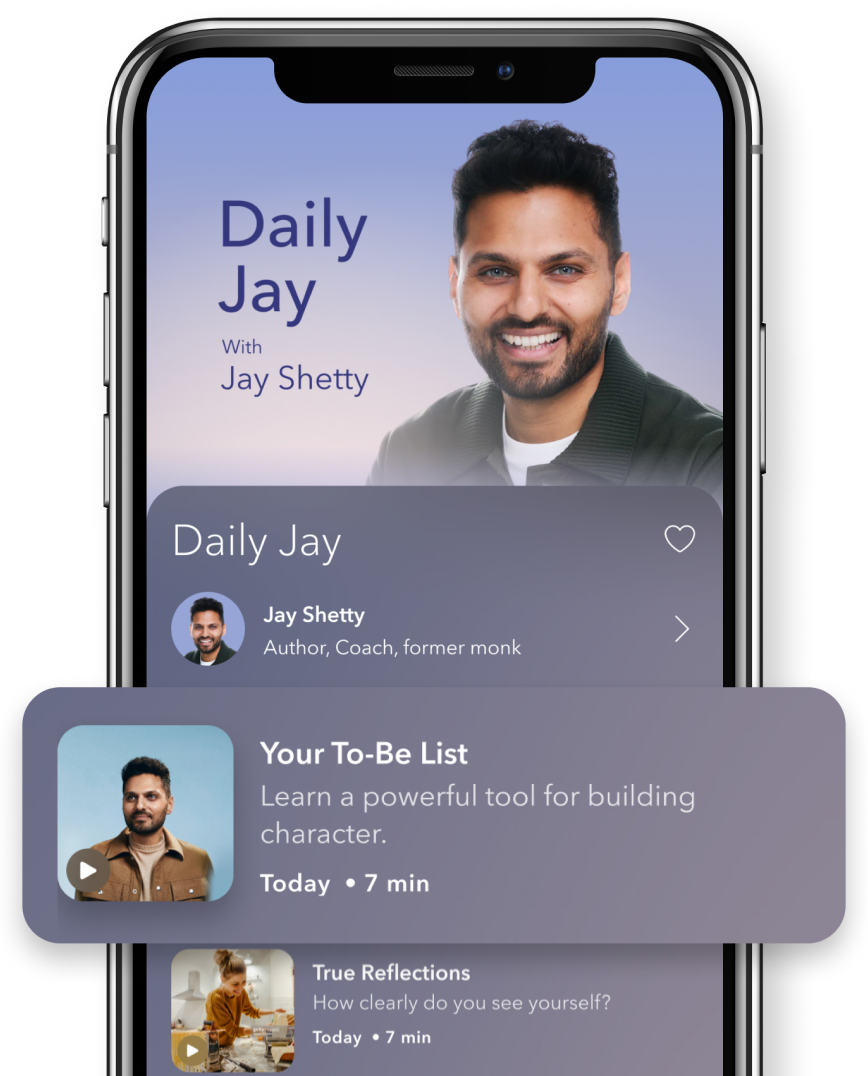 Daily
Jay
With
Jay Shetty
Daily Jay
Jay Shetty
Author, Coach, former monk
Your To-Be List
Learn a powerful tool for building
character.
Today • 7 min
True Reflections
How clearly do you see yourself?
Today • 7 min